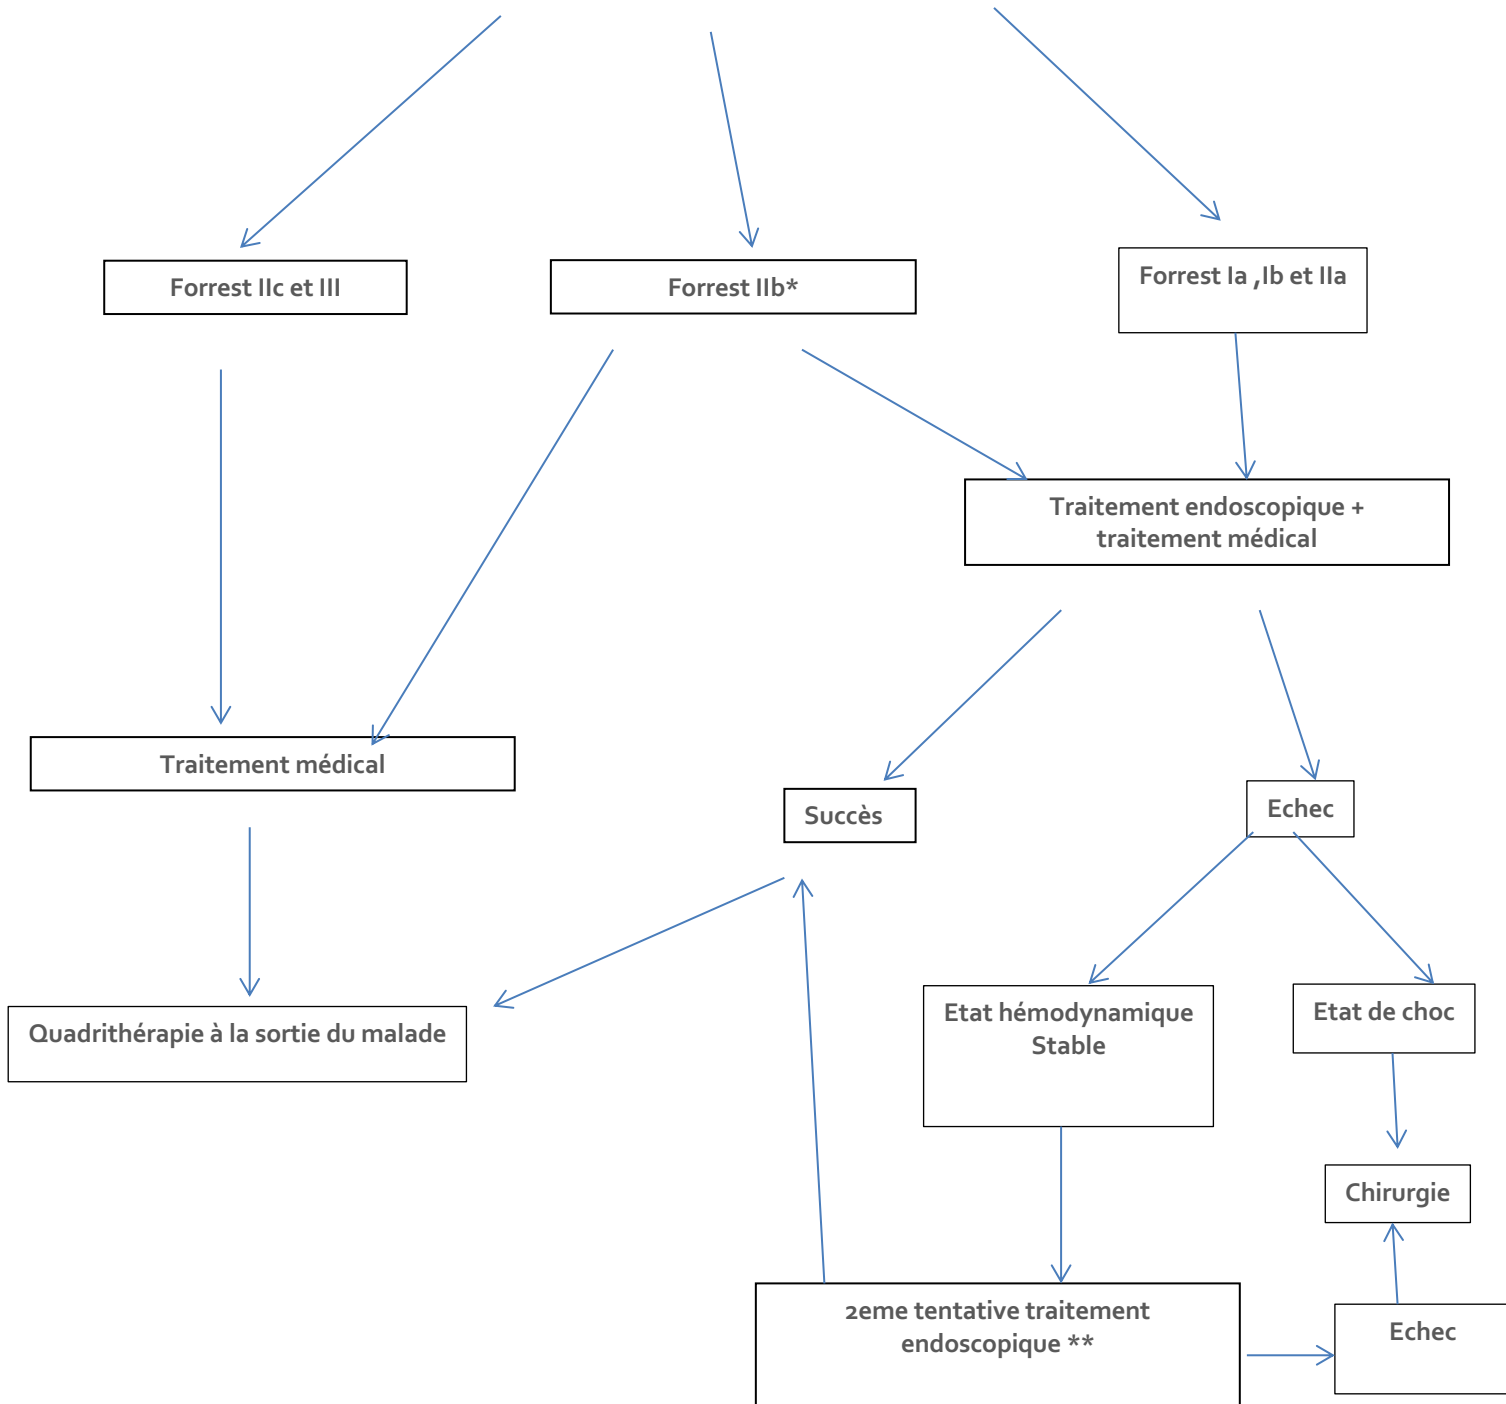 Forrest IIc et III
Forrest IIb*
Forrest Ia ,Ib et IIa
Traitement endoscopique +
traitement médical
Traitement médical
Succès
Echec
Quadrithérapie à la sortie du malade
Etat hémodynamique
Stable
Etat de choc
Chirurgie
2eme tentative traitement
endoscopique **
Echec